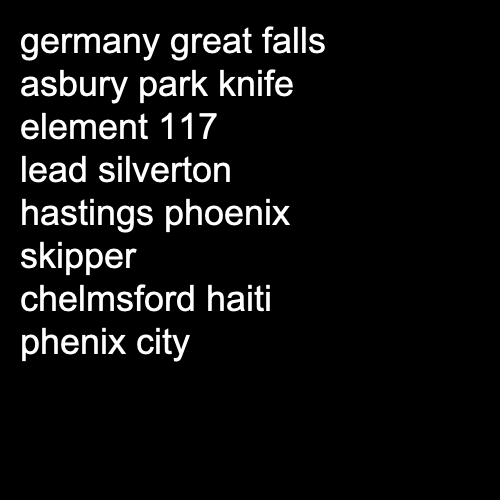 germany great falls
asbury park knife
element 117
lead silverton
hastings phoenix
skipper
chelmsford haiti
phenix city